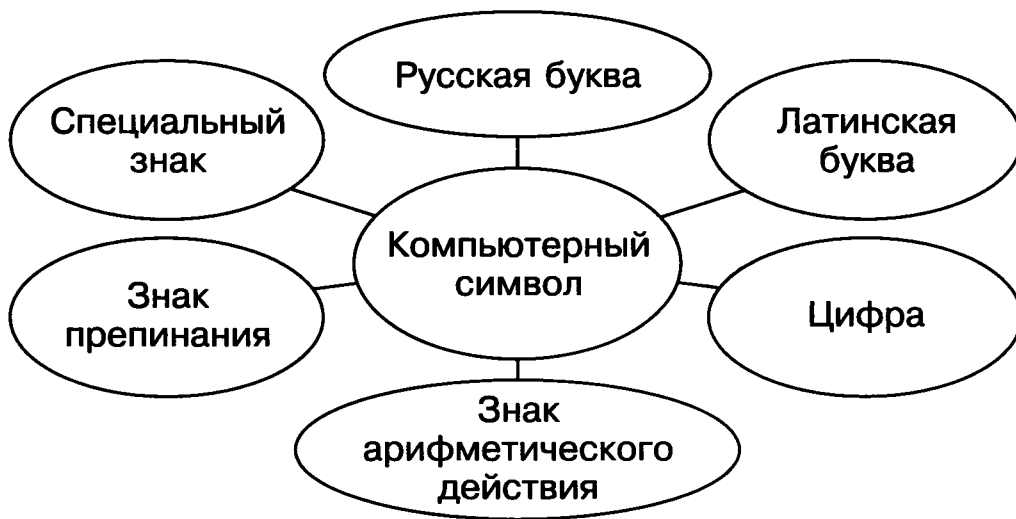 Русская буква
Специальный
знак
Латинская
буква
Компьютерный
символ
Знак
препинания
Цифра
Знак
арифметического
действия